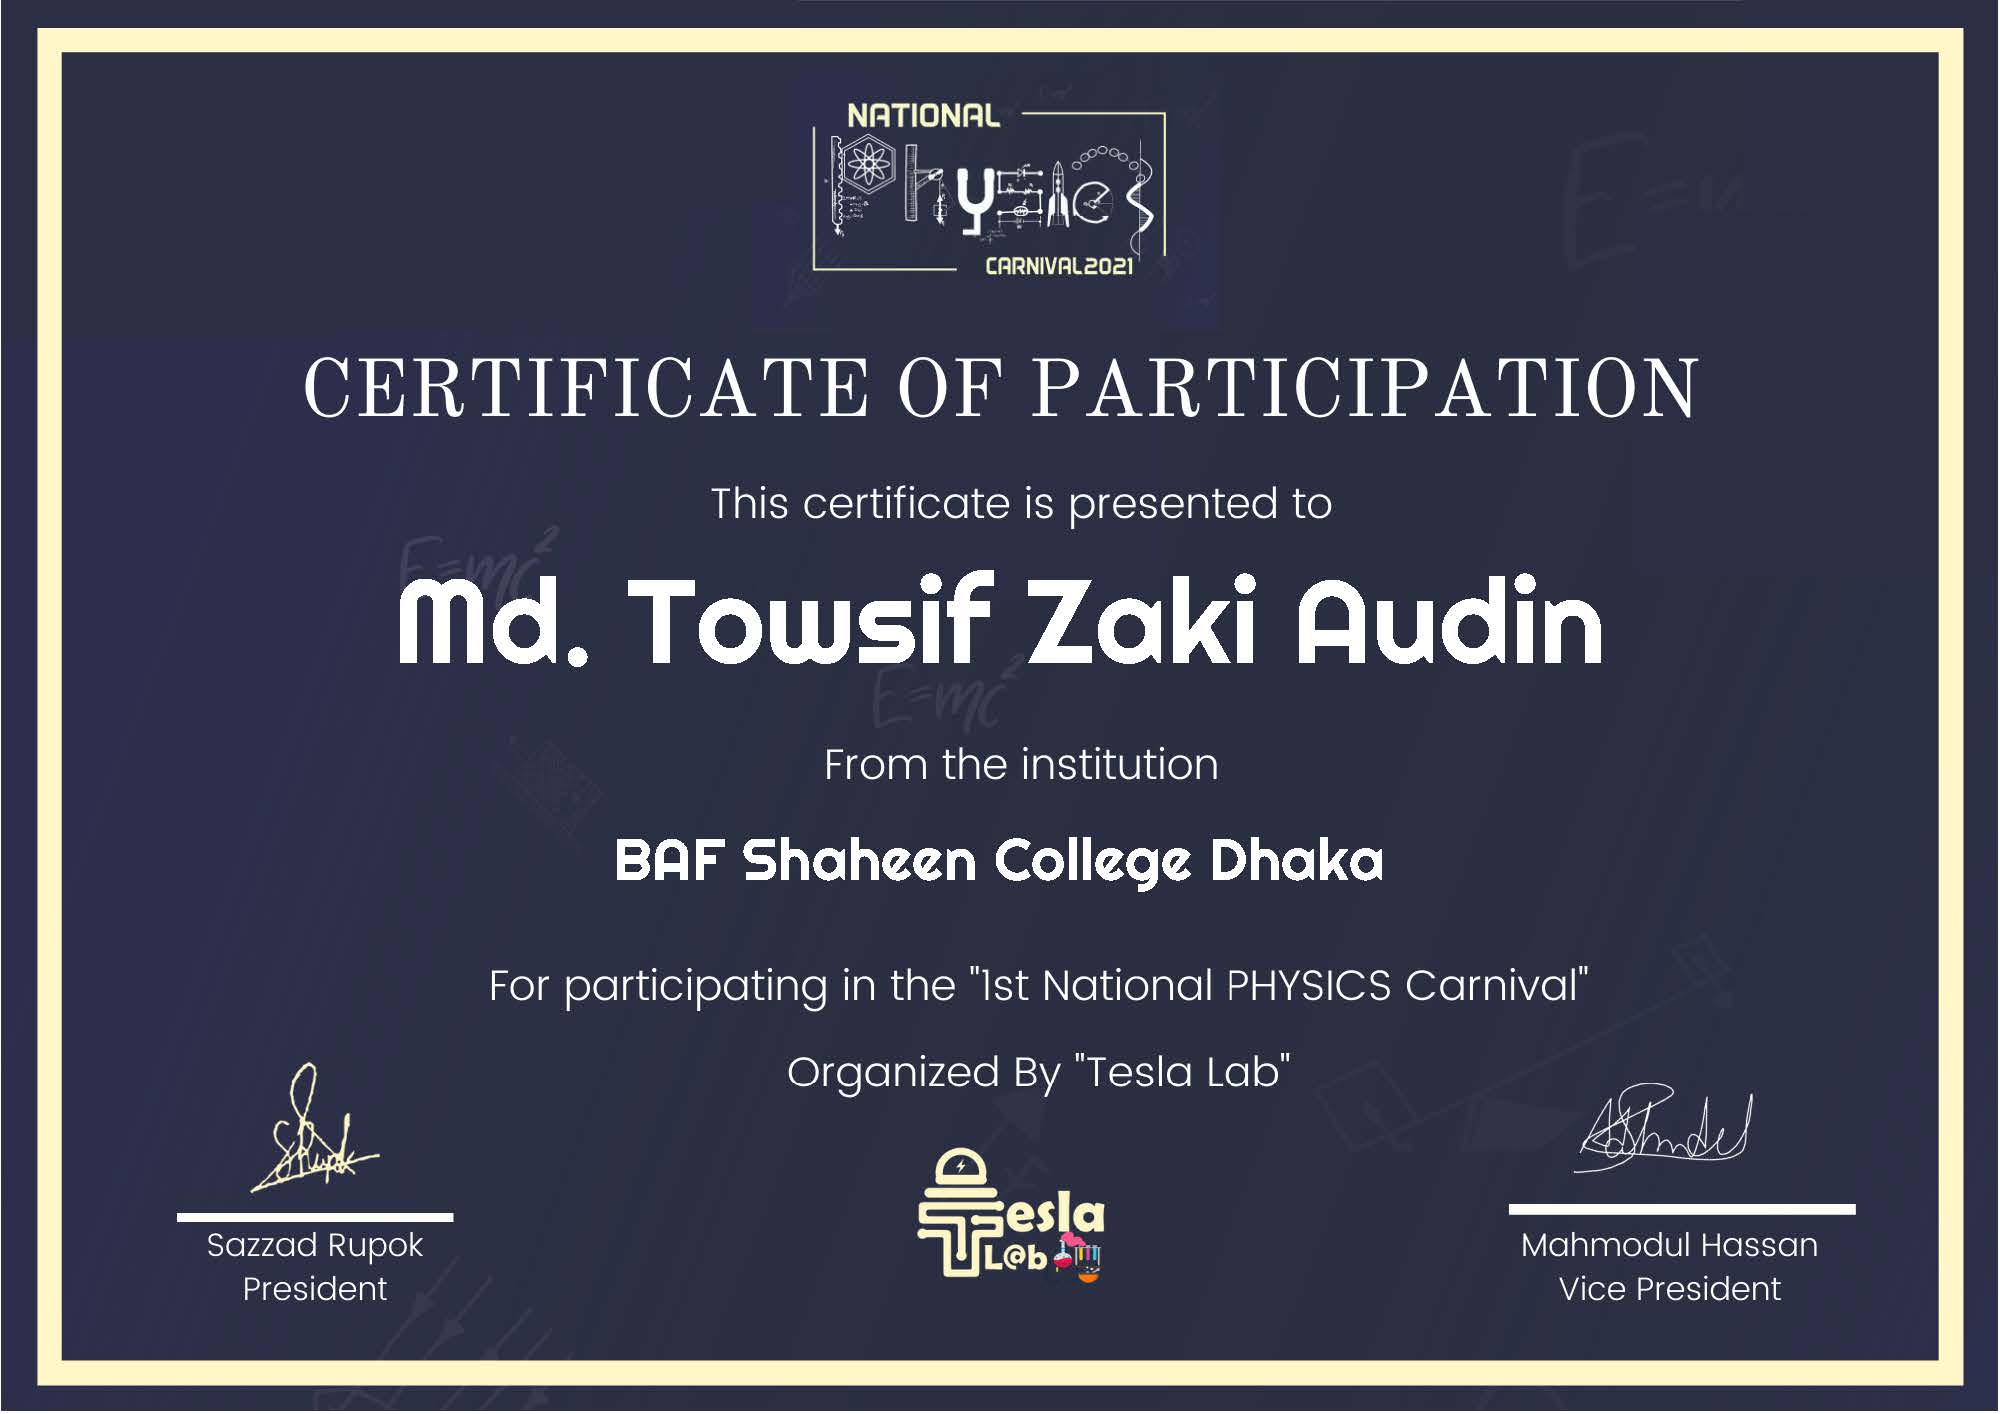 NATIONAL
Physics
CARNIVAL2021
E=m
CERTIFICATE OF PARTICIPATION
This certificate is presented to
E=mc²
Md. Towsif Zaki Audin
E=mc²
From the institution
BAF Shaheen College Dhaka
For participating in the "1st National PHYSICS Carnival"
Organized By "Tesla Lab"
Tesla
L@b
Sazzad Rupok
President
Mahmodul Hassan
Vice President